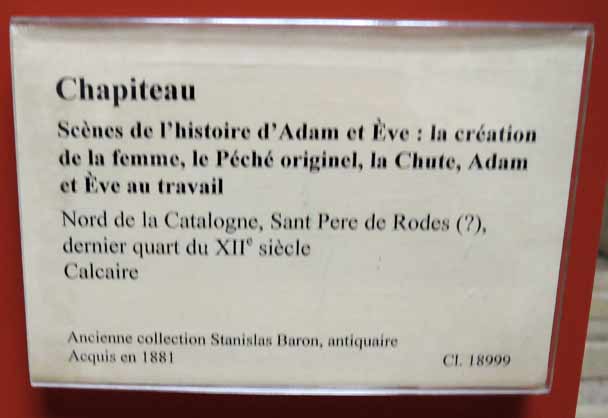 Chapiteau
Scènes de l'histoire d'Adam et Ève : la création
de la femme, le Péché originel, la Chute, Adam
et Ève au travail
Nord de la Catalogne, Sant Pere de Rodes (?),
dernier quart du XIIe siècle
Calcaire
Ancienne collection Stanislas Baron, antiquaire
Acquis en 1881
Cl. 18999